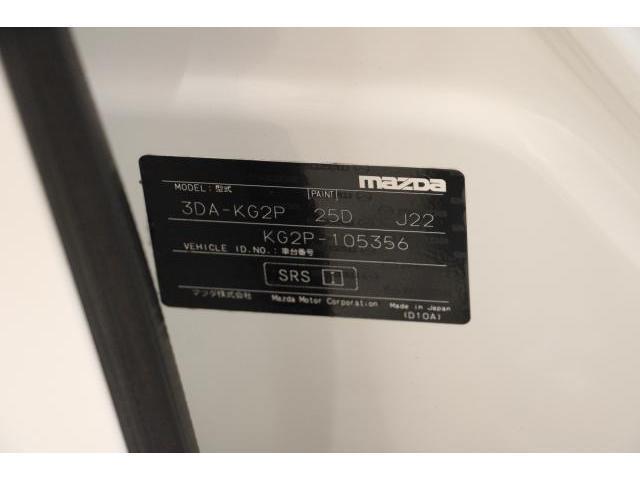 mazda
MODEL:型式 PAINT
3DA-KG2P 25D J22
KG2P-105356
VEHICLE ID.NO.:車台番号
SRS i
マツダ株式会社 Mazda Motor Corporation Made in Japan
(D10A)